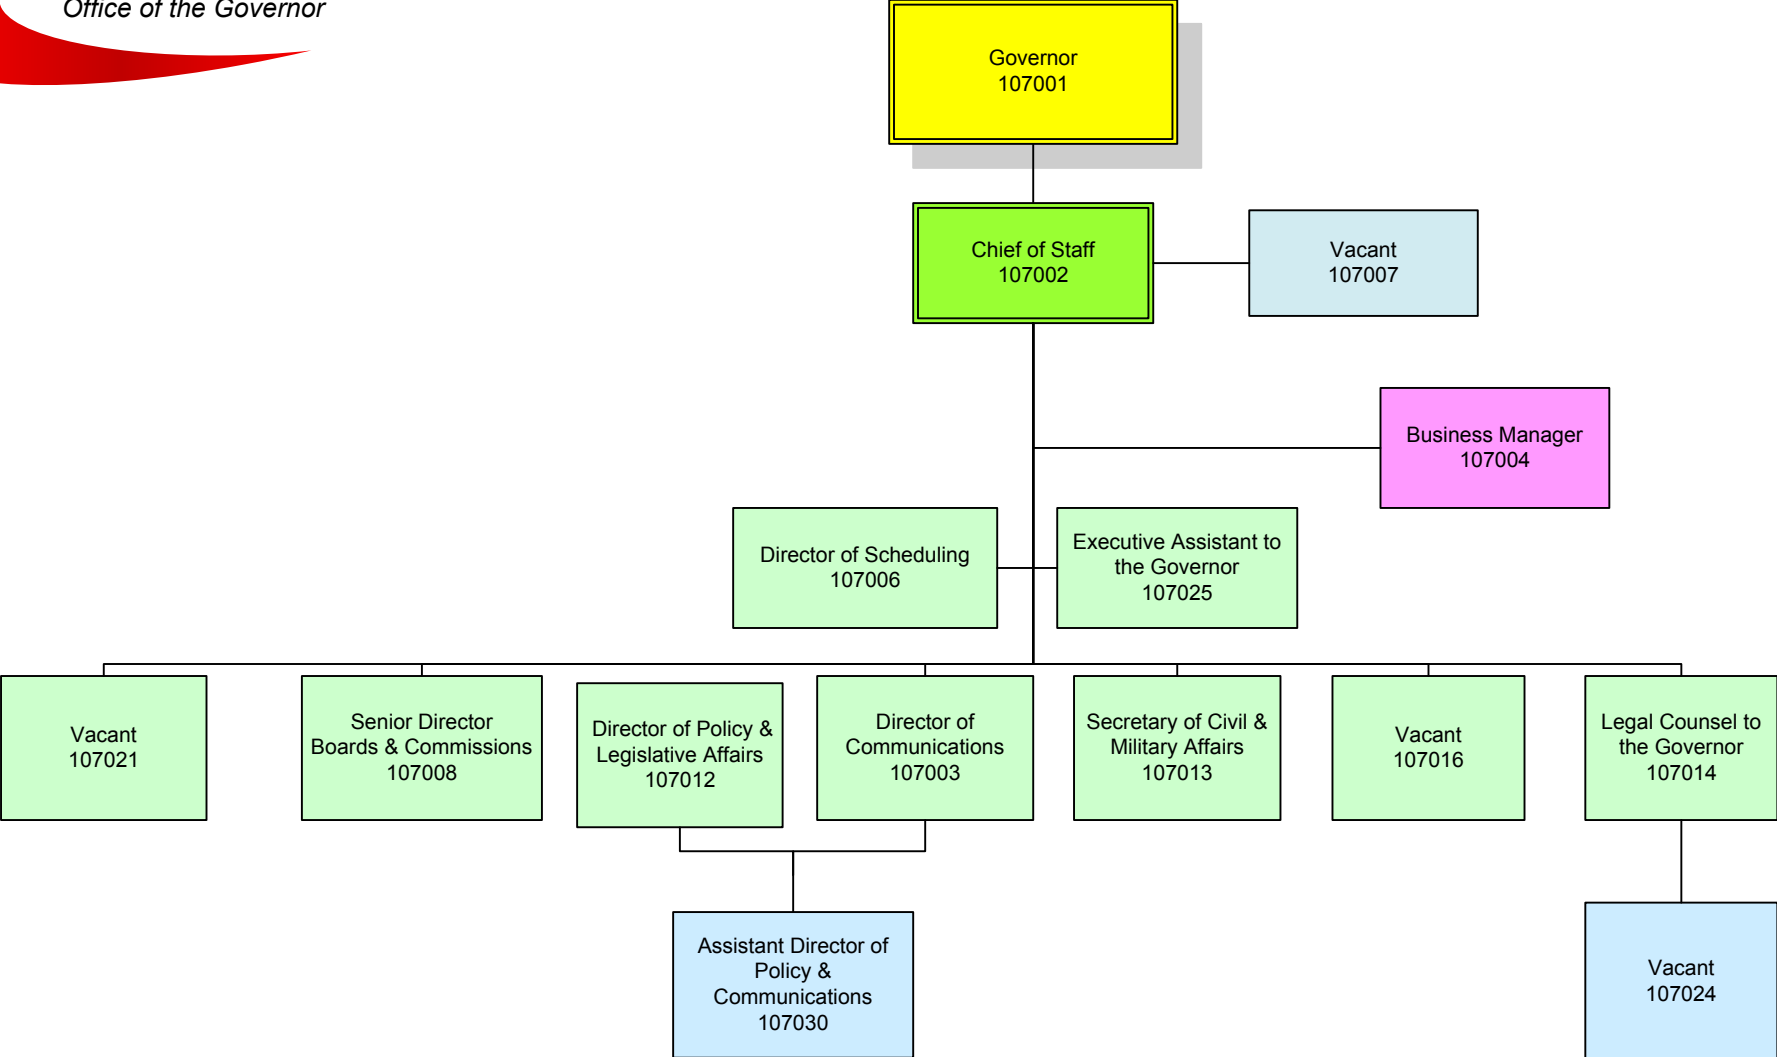 Office of the Governor
Governor
107001
Chief of Staff
107002
Vacant
107007
Business Manager
107004
Director of Scheduling
107006
Executive Assistant to
the Governor
107025
Vacant
107021
Senior Director
Boards & Commissions
107008
Director of Policy &
Legislative Affairs
107012
Director of
Communications
107003
Secretary of Civil &
Military Affairs
107013
Vacant
107016
Legal Counsel to
the Governor
107014
Assistant Director of
Policy &
Communications
107030
Vacant
107024